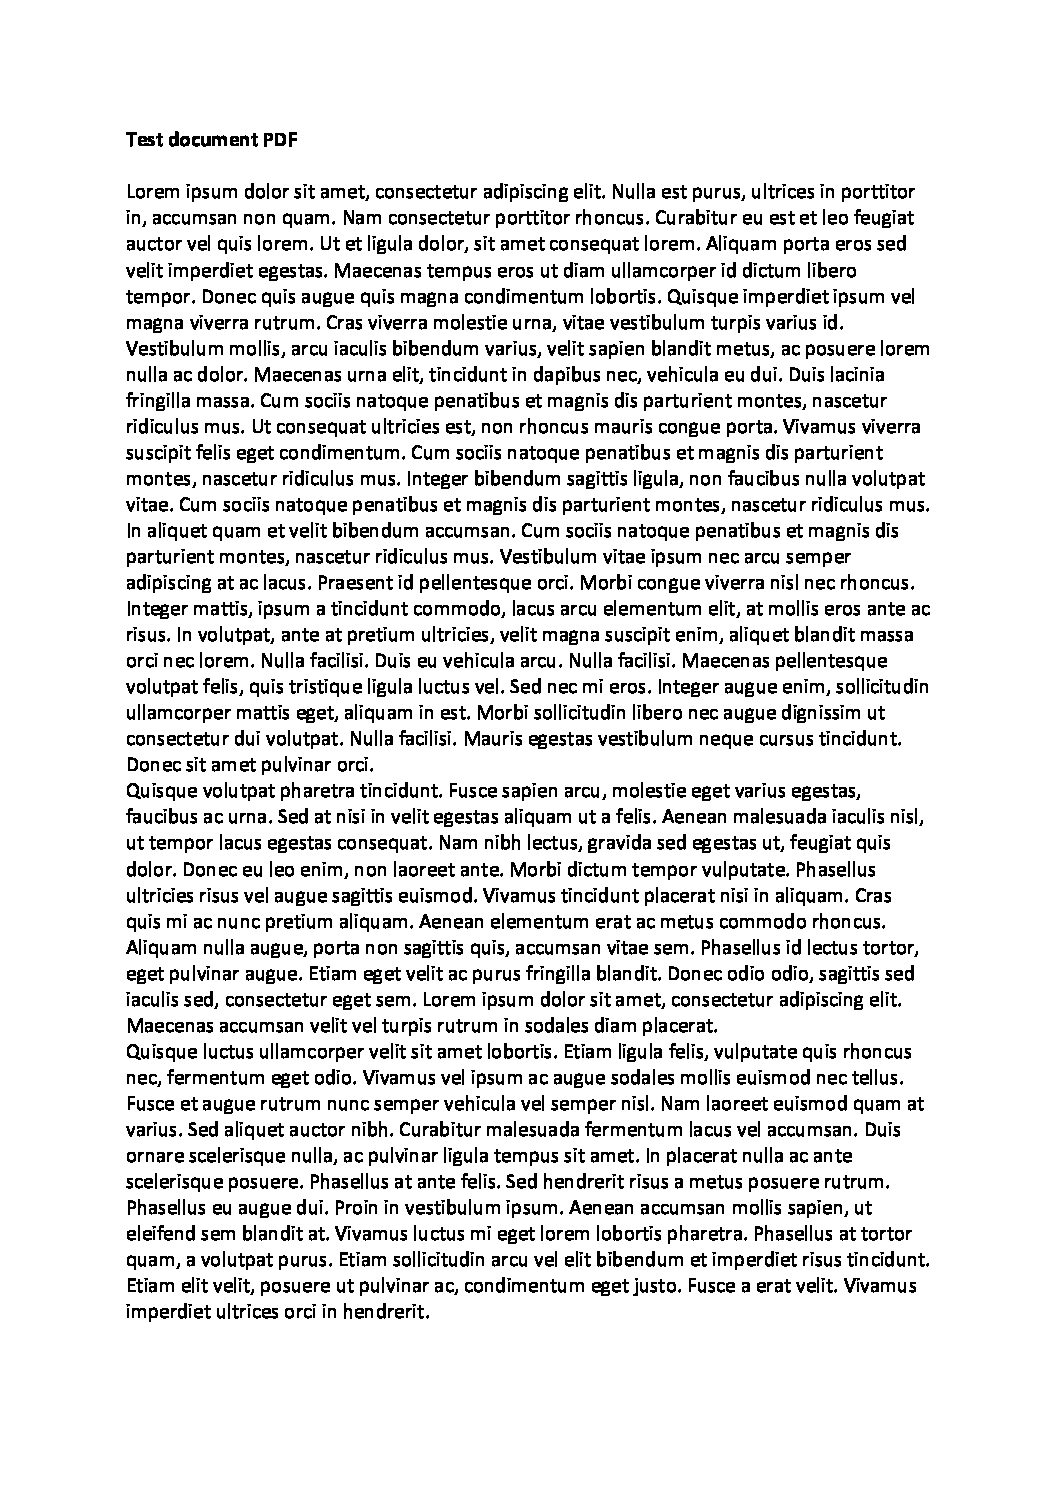 Test document PDF
Lorem ipsum dolor sit amet, consectetur adipiscing elit. Nulla est purus, ultrices in porttitor
in, accumsan non quam. Nam consectetur porttitor rhoncus. Curabitur eu est et leo feugiat
auctor vel quis lorem. Ut et ligula dolor, sit amet consequat lorem. Aliquam porta eros sed
velit imperdiet egestas. Maecenas tempus eros ut diam ullamcorper id dictum libero
tempor. Donec quis augue quis magna condimentum lobortis. Quisque imperdiet ipsum vel
magna viverra rutrum. Cras viverra molestie urna, vitae vestibulum turpis varius id.
Vestibulum mollis, arcu iaculis bibendum varius, velit sapien blandit metus, ac posuere lorem
nulla ac dolor. Maecenas urna elit, tincidunt in dapibus nec, vehicula eu dui. Duis lacinia
fringilla massa. Cum sociis natoque penatibus et magnis dis parturient montes, nascetur
ridiculus mus. Ut consequat ultricies est, non rhoncus mauris congue porta. Vivamus viverra
suscipit felis eget condimentum. Cum sociis natoque penatibus et magnis dis parturient
montes, nascetur ridiculus mus. Integer bibendum sagittis ligula, non faucibus nulla volutpat
vitae. Cum sociis natoque penatibus et magnis dis parturient montes, nascetur ridiculus mus.
In aliquet quam et velit bibendum accumsan. Cum sociis natoque penatibus et magnis dis
parturient montes, nascetur ridiculus mus. Vestibulum vitae ipsum nec arcu semper
adipiscing at ac lacus. Praesent id pellentesque orci. Morbi congue viverra nisl nec rhoncus.
Integer mattis, ipsum a tincidunt commodo, lacus arcu elementum elit, at mollis eros ante ac
risus. In volutpat, ante at pretium ultricies, velit magna suscipit enim, aliquet blandit massa
orci nec lorem. Nulla facilisi. Duis eu vehicula arcu. Nulla facilisi. Maecenas pellentesque
volutpat felis, quis tristique ligula luctus vel. Sed nec mi eros. Integer augue enim, sollicitudin
ullamcorper mattis eget, aliquam in est. Morbi sollicitudin libero nec augue dignissim ut
consectetur dui volutpat. Nulla facilisi. Mauris egestas vestibulum neque cursus tincidunt.
Donec sit amet pulvinar orci.
Quisque volutpat pharetra tincidunt. Fusce sapien arcu, molestie eget varius egestas,
faucibus ac urna. Sed at nisi in velit egestas aliquam ut a felis. Aenean malesuada iaculis nisl,
ut tempor lacus egestas consequat. Nam nibh lectus, gravida sed egestas ut, feugiat quis
dolor. Donec eu leo enim, non laoreet ante. Morbi dictum tempor vulputate. Phasellus
ultricies risus vel augue sagittis euismod. Vivamus tincidunt placerat nisi in aliquam. Cras
quis mi ac nunc pretium aliquam. Aenean elementum erat ac metus commodo rhoncus.
Aliquam nulla augue, porta non sagittis quis, accumsan vitae sem. Phasellus id lectus tortor,
eget pulvinar augue. Etiam eget velit ac purus fringilla blandit. Donec odio odio, sagittis sed
iaculis sed, consectetur eget sem. Lorem ipsum dolor sit amet, consectetur adipiscing elit.
Maecenas accumsan velit vel turpis rutrum in sodales diam placerat.
Quisque luctus ullamcorper velit sit amet lobortis. Etiam ligula felis, vulputate quis rhoncus
nec, fermentum eget odio. Vivamus vel ipsum ac augue sodales mollis euismod nec tellus.
Fusce et augue rutrum nunc semper vehicula vel semper nisl. Nam laoreet euismod quam at
varius. Sed aliquet auctor nibh. Curabitur malesuada fermentum lacus vel accumsan. Duis
ornare scelerisque nulla, ac pulvinar ligula tempus sit amet. In placerat nulla ac ante
scelerisque posuere. Phasellus at ante felis. Sed hendrerit risus a metus posuere rutrum.
Phasellus eu augue dui. Proin in vestibulum ipsum. Aenean accumsan mollis sapien, ut
eleifend sem blandit at. Vivamus luctus mi eget lorem lobortis pharetra. Phasellus at tortor
quam, a volutpat purus. Etiam sollicitudin arcu vel elit bibendum et imperdiet risus tincidunt.
Etiam elit velit, posuere ut pulvinar ac, condimentum eget justo. Fusce a erat velit. Vivamus
imperdiet ultrices orci in hendrerit.